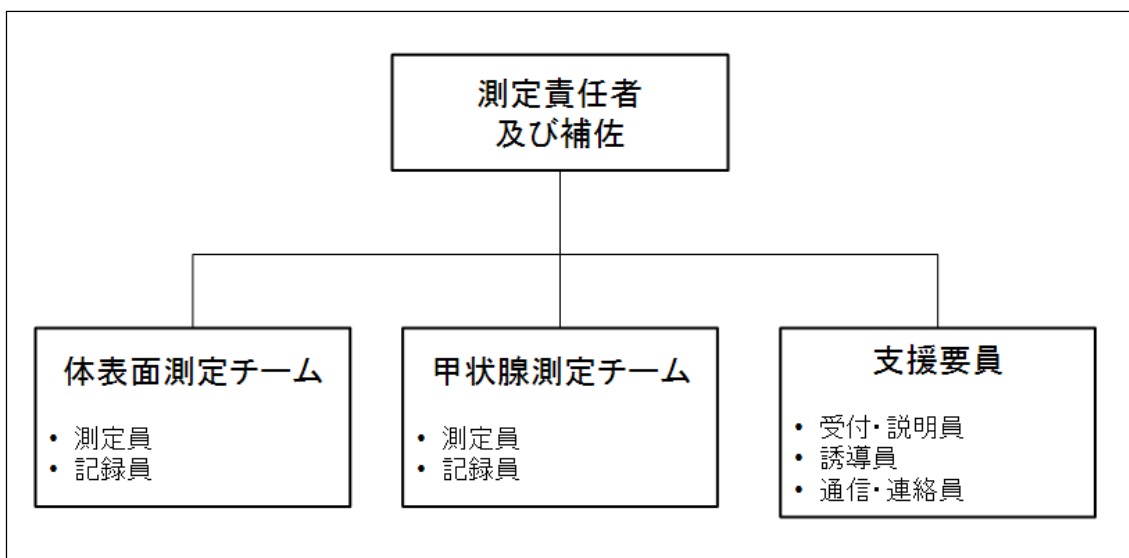 測定責任者
及び補佐
体表面測定チーム
• 測定員
• 記録員
甲状腺測定チーム
• 測定員
• 記録員
支援要員
• 受付・説明員
• 誘導員
• 通信・連絡員